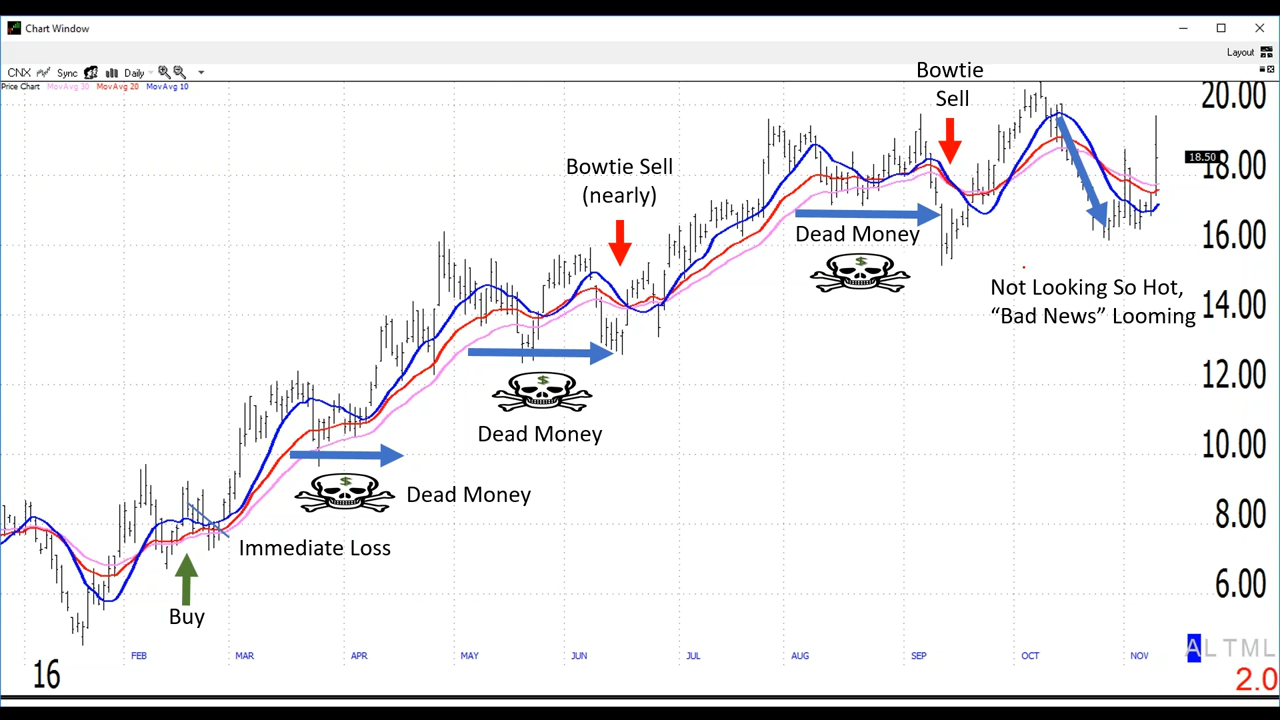 Chart Window
Layout
CNX Sync Daily
Price Chart MovAvg 30 MovAvg 20 MovAvg 10
Bowtie
Sell
20.00
18.50
18.00
Bowtie Sell
(nearly)
16.00
Dead Money
$
Not Looking So Hot,
“Bad News” Looming
14.00
12.00
$
Dead Money
10.00
$
Dead Money
8.00
Immediate Loss
6.00
Buy
FEB MAR APR MAY JUN JUL AUG SEP OCT NOV
ALTML
16
2.0